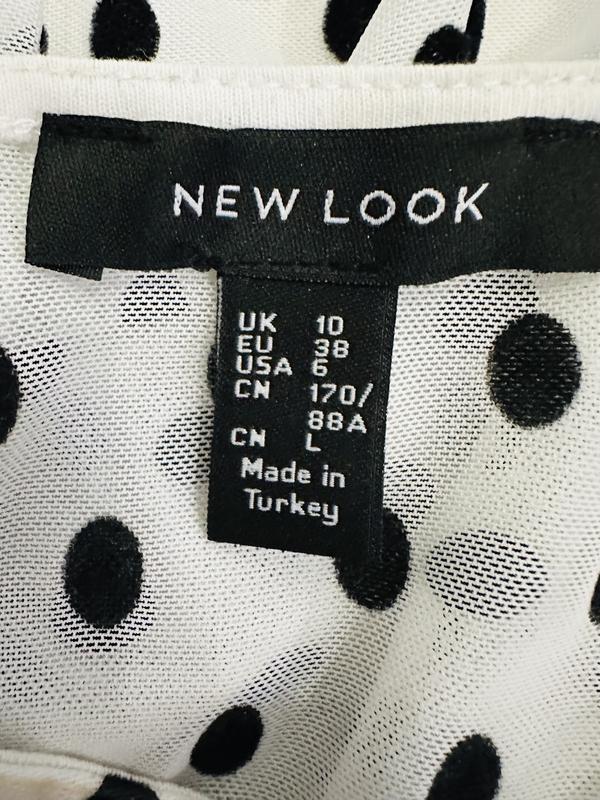 NEW LOOK
UK 10
EU 38
USA 6
CN 170/
88A
CN L
Made in
Turkey